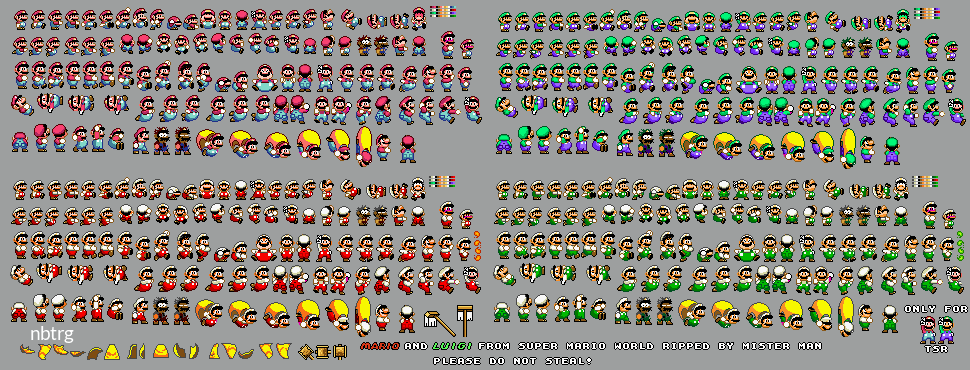 ONLY FOR
nbtrg
TSR
MARIO AND LUIGI FROM SUPER MARIO WORLD RIPPED BY MISTER MAN
PLEASE DO NOT STEAL!